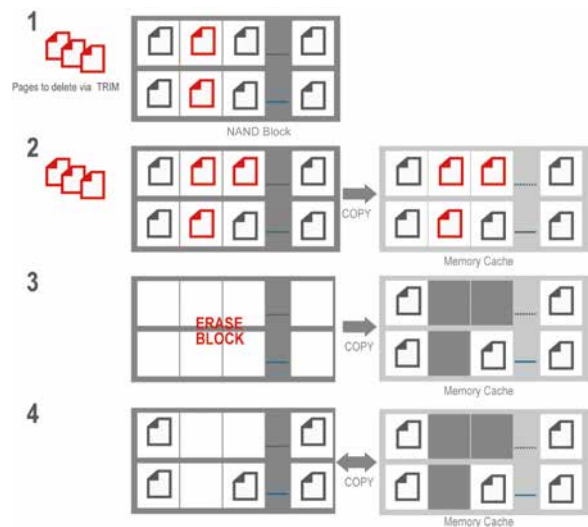 1
Pages to delete via TRIM
NAND Block
2
COPY
Memory Cache
3
ERASE
BLOCK
COPY
Memory Cache
4
COPY
Memory Cache